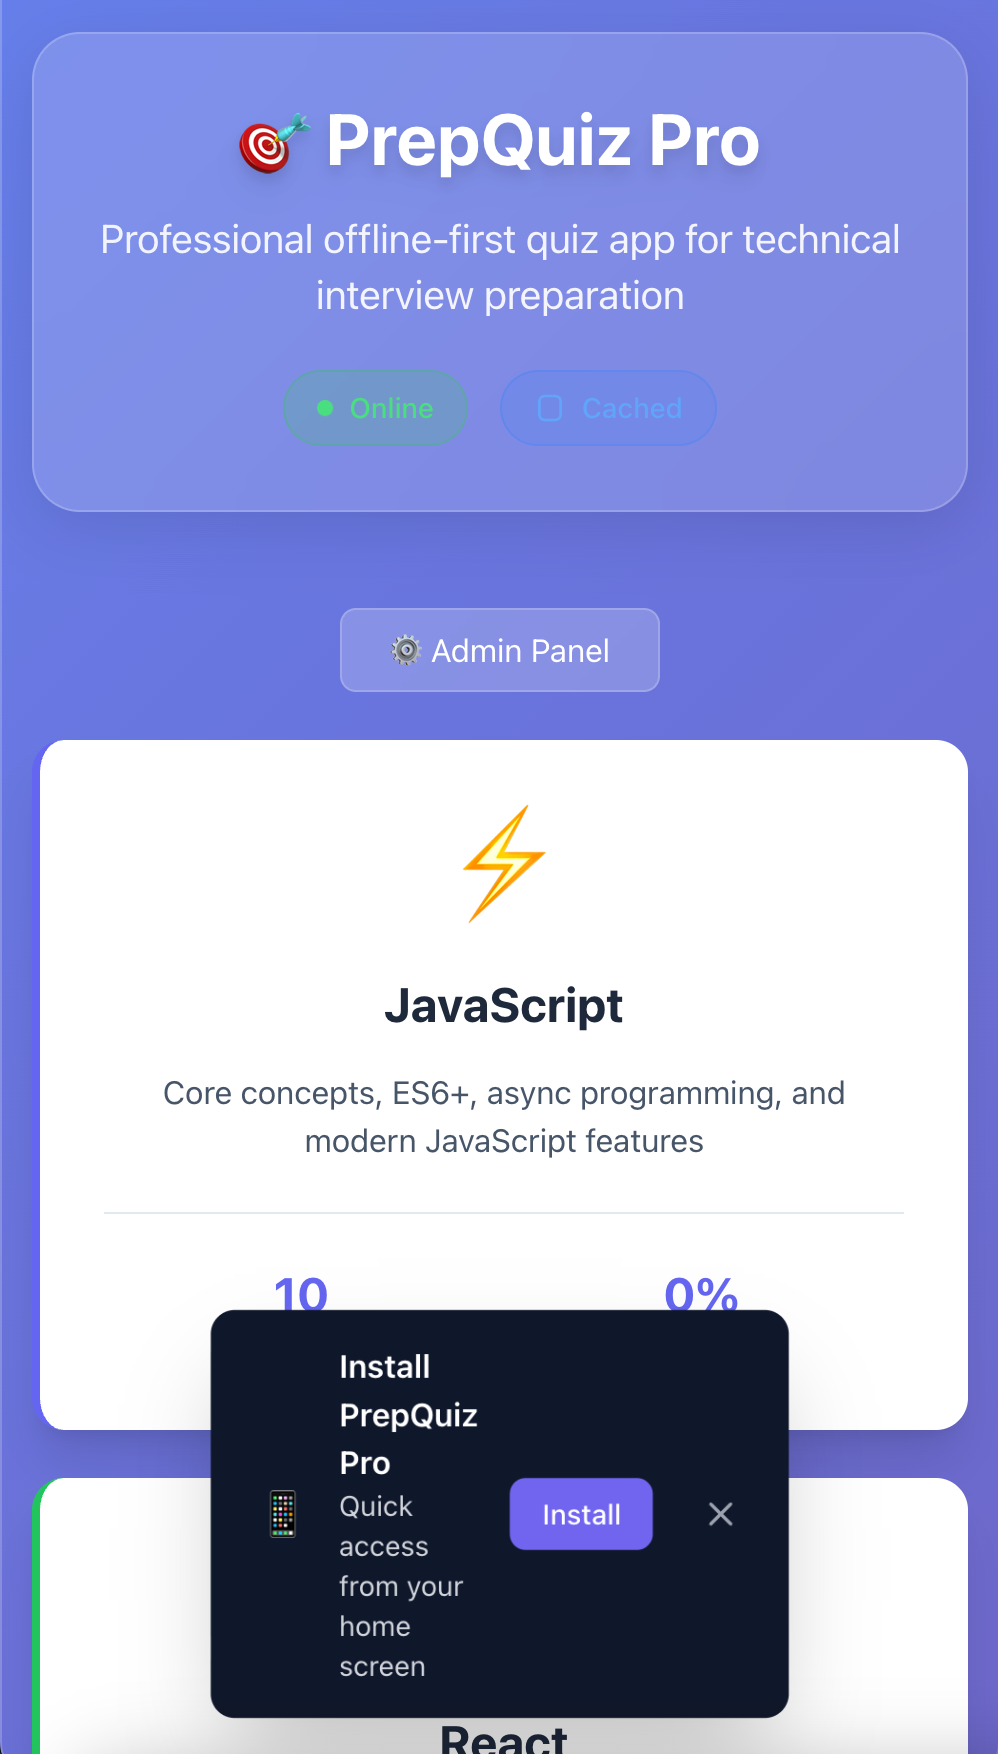 PrepQuiz Pro
Professional offline-first quiz app for technical
interview preparation
Online
Cached
Admin Panel
JavaScript
Core concepts, ES6+, async programming, and
modern JavaScript features
10
0%
Install
PrepQuiz
Pro
Quick
access
from your
home
screen
Install
React